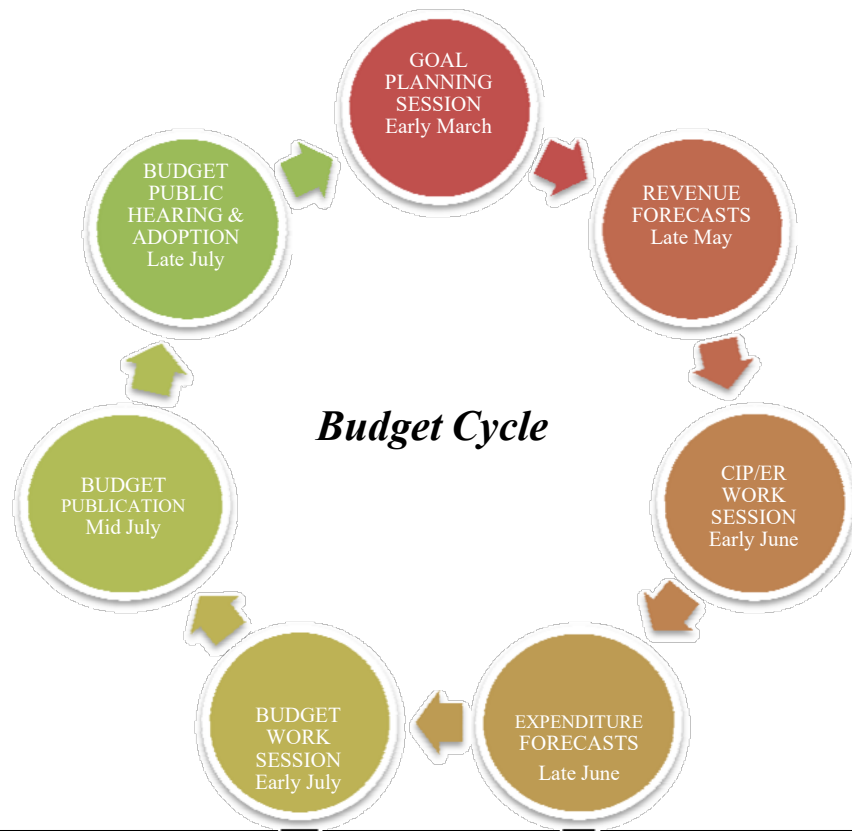 GOAL
PLANNING
SESSION
Early March
REVENUE
FORECASTS
Late May
CIP/ER
WORK
SESSION
Early June
EXPENDITURE
FORECASTS
Late June
BUDGET
WORK
SESSION
Early July
BUDGET
PUBLICATION
Mid July
BUDGET
PUBLIC
HEARING &
ADOPTION
Late July
Budget Cycle